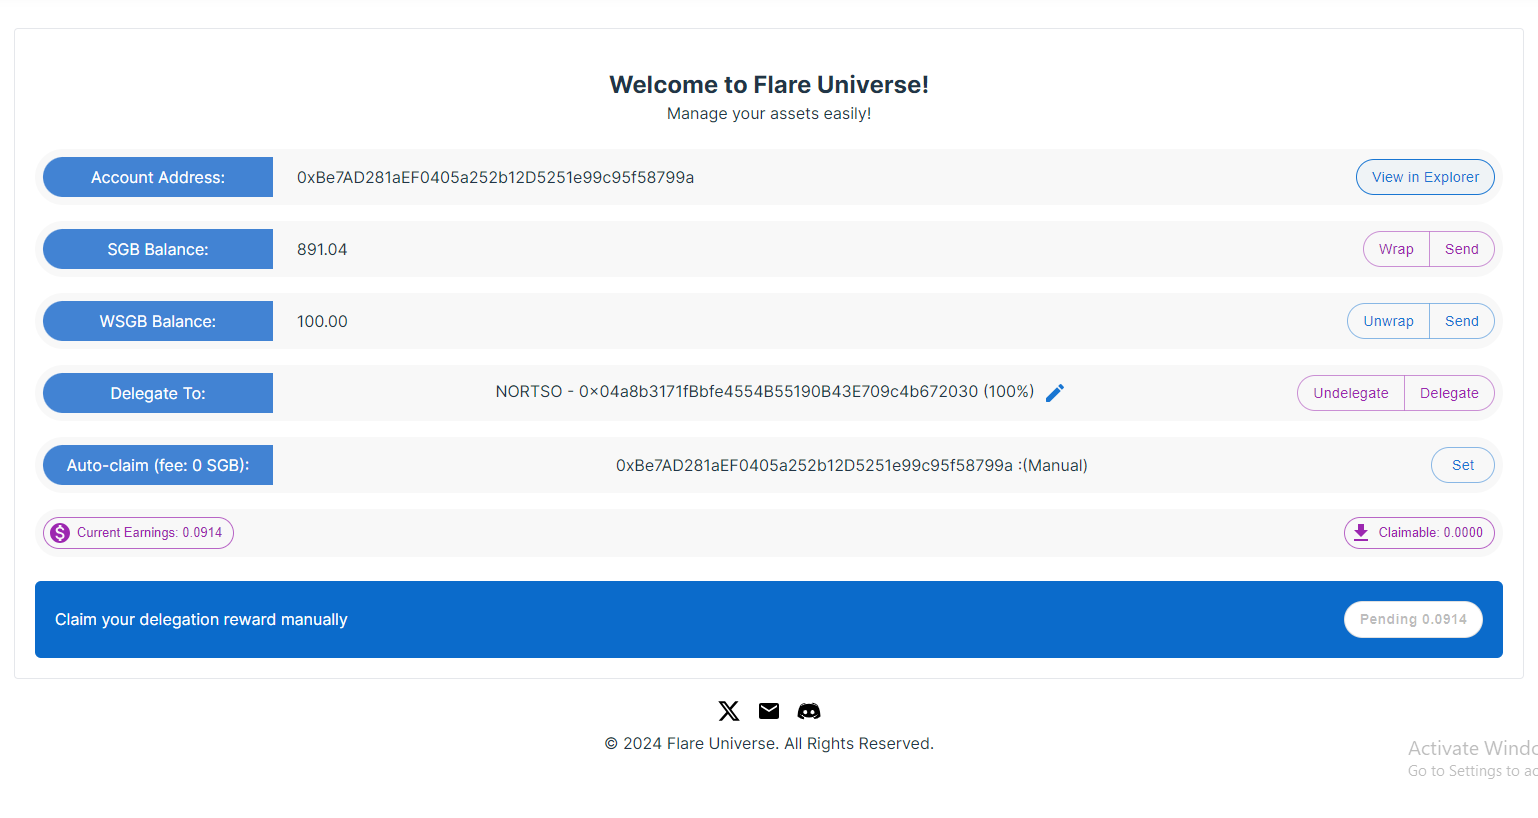 Welcome to Flare Universe!
Manage your assets easily!
Account Address: 0xBe7AD281aEF0405a252b12D5251e99c95f58799a View in Explorer
SGB Balance: 891.04 Wrap Send
WSGB Balance: 100.00 Unwrap Send
Delegate To: NORTSO - 0×04a8b3171fBbfe4554B55190B43E709c4b672030 (100%) Undelegate Delegate
Auto-claim (fee: 0 SGB): 0xBe7AD281aEF0405a252b12D5251e99c95f58799a :(Manual) Set
Current Earnings: 0.0914 Claimable: 0.0000
Claim your delegation reward manually Pending 0.0914
© 2024 Flare Universe. All Rights Reserved.
Activate Windo
Go to Settings to ac